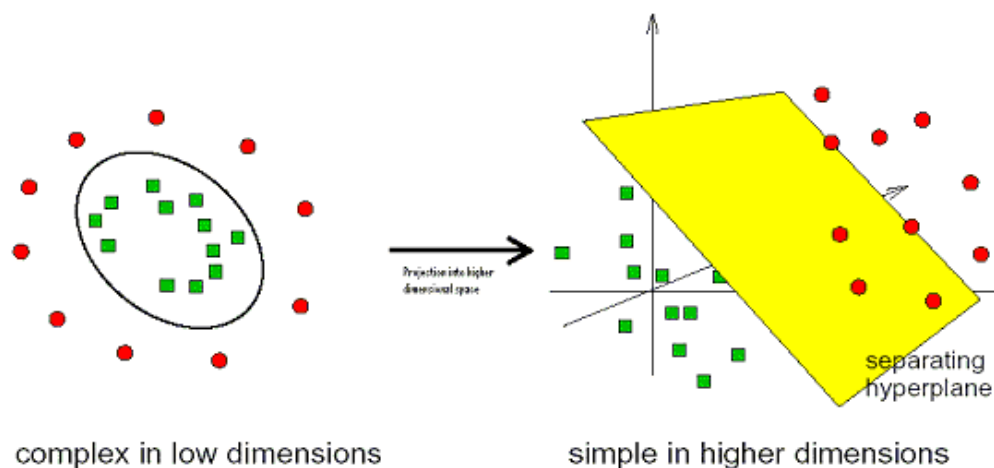 Projection into higher
dimensional space
separating
hyperplane
complex in low dimensions
simple in higher dimensions